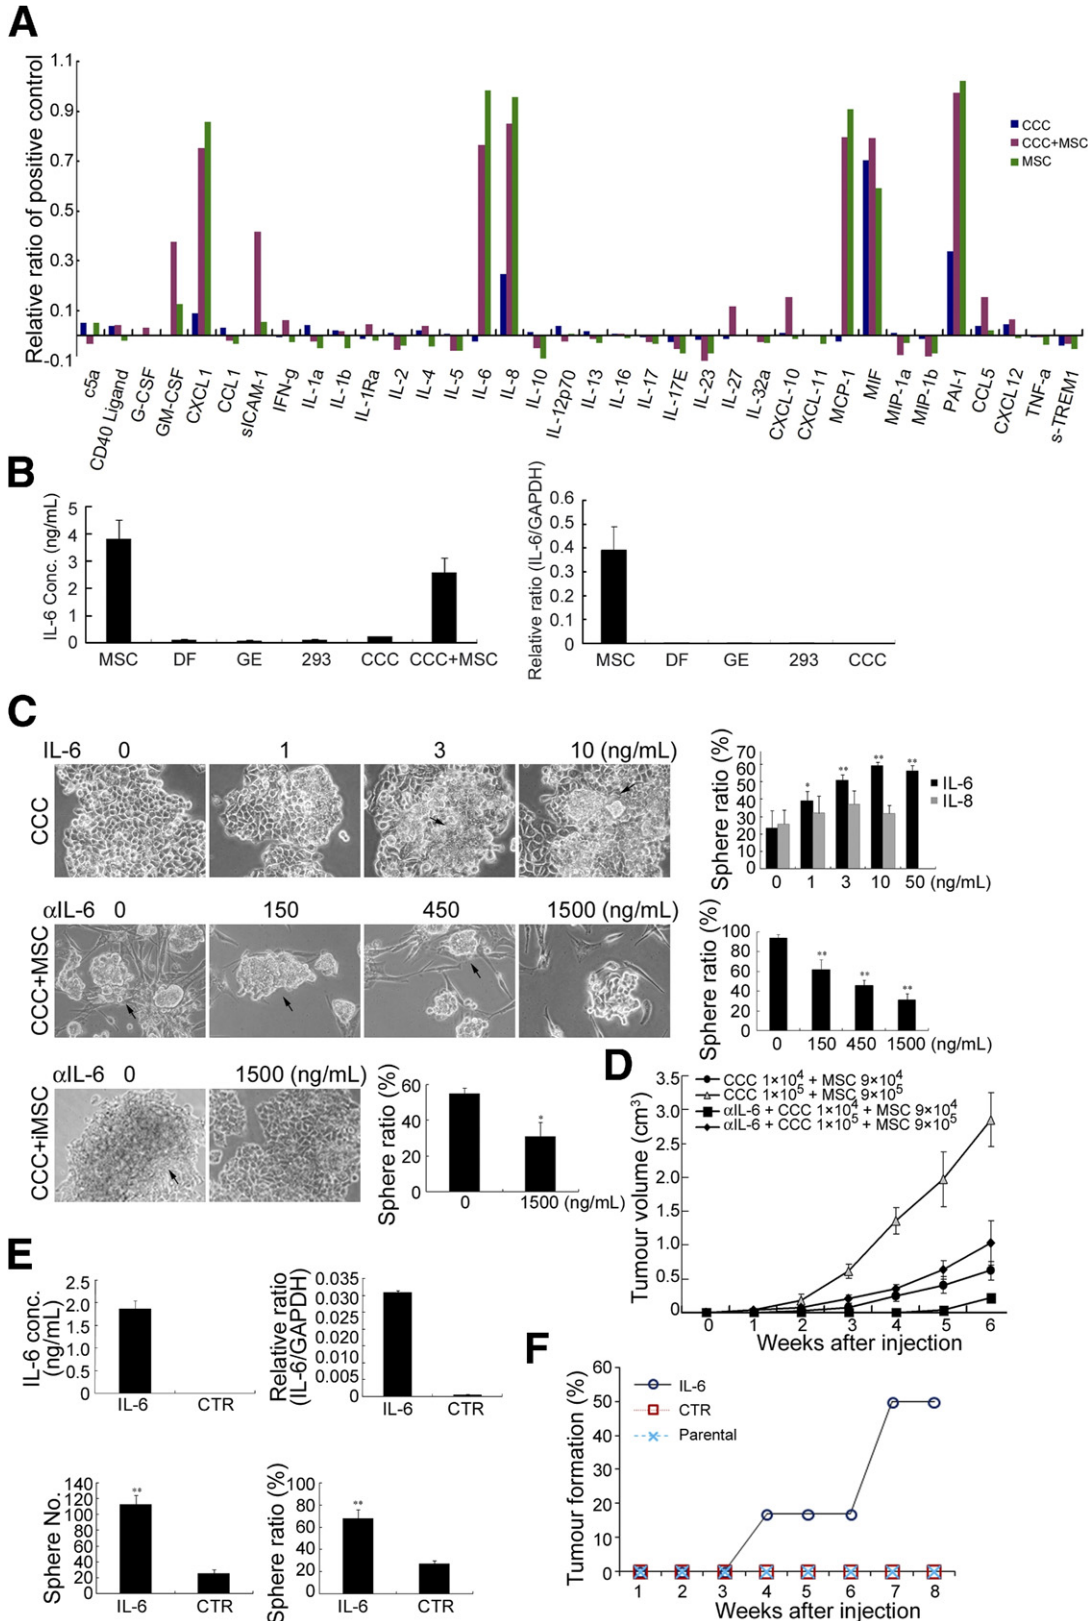 A
Relative ratio of positive control
1.1
0.9
0.7
0.5
0.3
0.1
-0.1
CCC
CCC+MSC
MSC
c5a
CD40 Ligand
G-CSF
GM-CSF
CXCL1
CCL1
sICAM-1
IFN-g
IL-1a
IL-1b
IL-1Ra
IL-2
IL-4
IL-5
IL-6
IL-8
IL-10
IL-12p70
IL-13
IL-16
IL-17
IL-17E
IL-23
IL-27
IL-32a
CXCL-10
CXCL-11
MCP-1
MIF
MIP-1a
MIP-1b
PAI-1
CCL5
CXCL12
TNF-a
s-TREM1
B
IL-6 Conc. (ng/mL)
5
4
3
2
1
0
MSC DF GE 293 CCC CCC+MSC
Relative ratio (IL-6/GAPDH)
0.6
0.5
0.4
0.3
0.2
0.1
0
MSC DF GE 293 CCC
C
IL-6 0 1 3 10 (ng/mL)
CCC
Sphere ratio (%)
70
60
50
40
30
20
10
0
IL-6
IL-8
* ** ** **
0 1 3 10 50 (ng/mL)
αIL-6 0 150 450 1500 (ng/mL)
CCC+MSC
Sphere ratio (%)
100
80
60
40
20
0
** ** **
0 150 450 1500 (ng/mL)
αIL-6 0 1500 (ng/mL)
CCC+iMSC
Sphere ratio (%)
60
40
20
0
*
0 1500 (ng/mL)
D
CCC 1×10⁴ + MSC 9×10⁴
CCC 1×10⁵ + MSC 9×10⁵
αIL-6 + CCC 1×10⁴ + MSC 9×10⁴
αIL-6 + CCC 1×10⁵ + MSC 9×10⁵
Tumour volume (cm³)
3.5
3.0
2.5
2.0
1.5
1.0
0.5
0
0 1 2 3 4 5 6
Weeks after injection
E
IL-6 conc.
(ng/mL)
2.5
2.0
1.5
1.0
0.5
0
IL-6 CTR
Relative ratio
(IL-6/GAPDH)
0.035
0.030
0.025
0.020
0.015
0.010
0.005
0
IL-6 CTR
Sphere No.
140
120
100
80
60
40
20
0
**
IL-6 CTR
Sphere ratio (%)
100
80
60
40
20
0
**
IL-6 CTR
F
Tumour formation (%)
60
50
40
30
20
10
0
IL-6
CTR
Parental
1 2 3 4 5 6 7 8
Weeks after injection